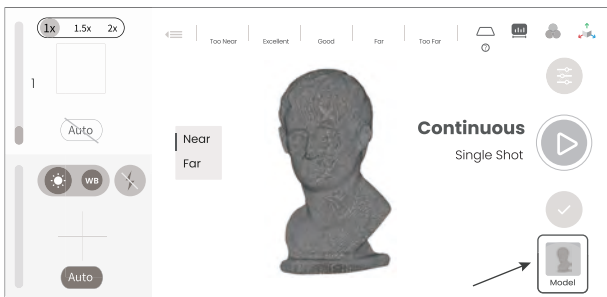 1x 1.5x 2x
1
Auto
WB
Auto
Too Near Excellent Good Far Too Far
?
Near
Far
Continuous
Single Shot
Model